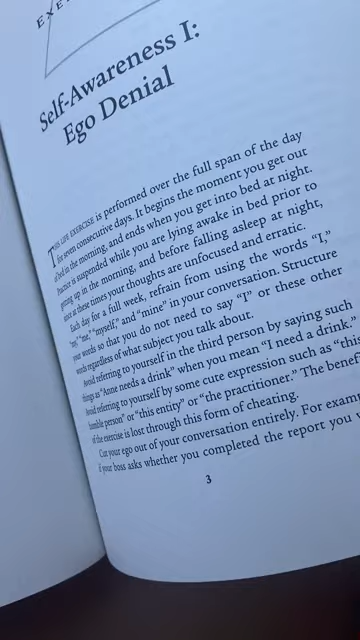 EXE
Self-Awareness I:
Ego Denial
THIS LIFE EXERCISE is performed over the full span of the day
for seven consecutive days. It begins the moment you get out
of bed in the morning, and ends when you get into bed at night.
Practice is suspended while you are lying awake in bed prior to
getting up in the morning, and before falling asleep at night,
since at these times your thoughts are unfocused and erratic.
Each day for a full week, refrain from using the words "I,"
"me," "myself," and "mine" in your conversation. Structure
your words so that you do not need to say "I" or these other
words regardless of what subject you talk about.
Avoid referring to yourself in the third person by saying such
things as "Anne needs a drink" when you mean "I need a drink."
Avoid referring to yourself by some cute expression such as "this
humble person" or "this entity" or "the practitioner." The benef
of the exercise is lost through this form of cheating.
Cut your ego out of your conversation entirely. For examp
if your boss asks whether you completed the report you
3